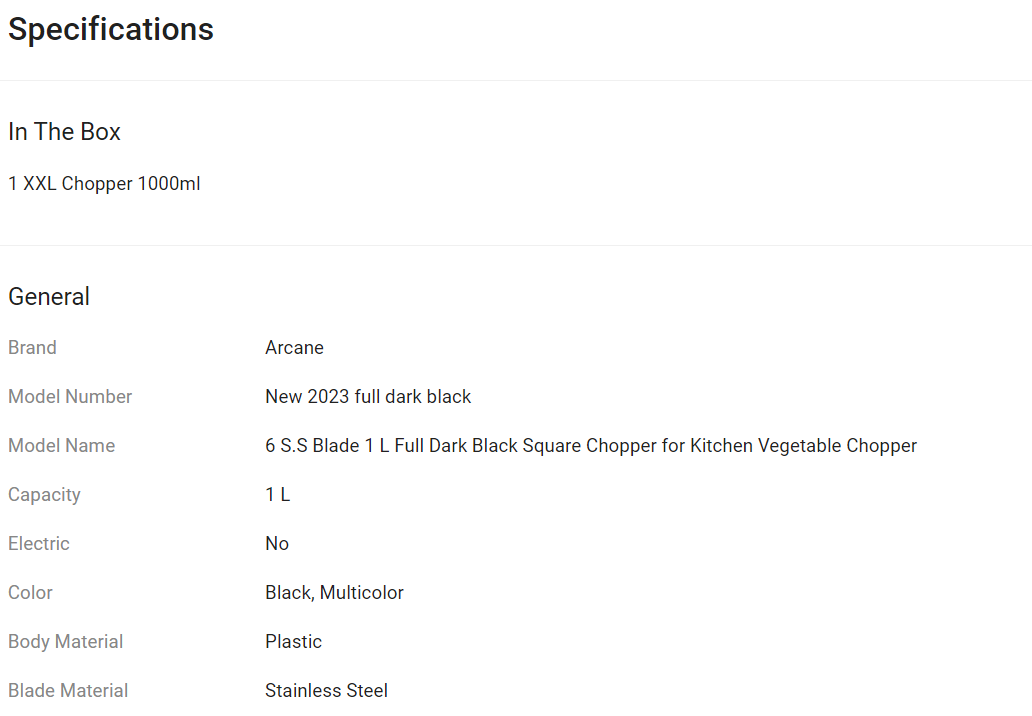 Specifications
In The Box
1 XXL Chopper 1000ml
General
Brand Arcane
Model Number New 2023 full dark black
Model Name 6 S.S Blade 1 L Full Dark Black Square Chopper for Kitchen Vegetable Chopper
Capacity 1 L
Electric No
Color Black, Multicolor
Body Material Plastic
Blade Material Stainless Steel